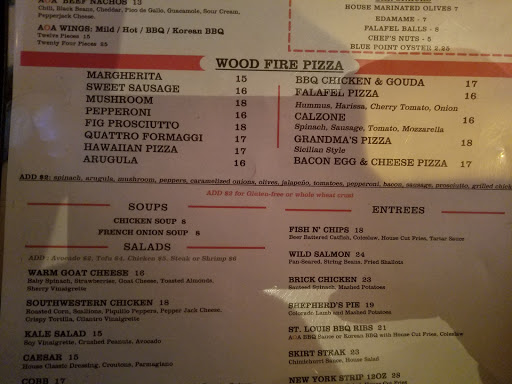 AOA BEEF NACHOS 13
Chili, Black Beans, Cheddar, Pico de Gallo, Guacamole, Sour Cream,
Pepperjack Cheese.
AOA WINGS: Mild / Hot / BBQ / Korean BBQ
Twelve Pieces 15
Twenty Four Pieces 25
HOUSE MARINATED OLIVES 7
EDAMAME - 7
FALAFEL BALLS - 8
CHEF'S NUTS - 5
BLUE POINT OYSTER 2.25
WOOD FIRE PIZZA
MARGHERITA 15
SWEET SAUSAGE 16
MUSHROOM 18
PEPPERONI 16
FIG PROSCIUTTO 18
QUATTRO FORMAGGI 17
HAWAIIAN PIZZA 17
ARUGULA 16
BBQ CHICKEN & GOUDA 17
FALAFEL PIZZA 16
Hummus, Harissa, Cherry Tomato, Onion
CALZONE 16
Spinach, Sausage, Tomato, Mozzarella
GRANDMA'S PIZZA 18
Sicilian Style
BACON EGG & CHEESE PIZZA 17
ADD $2: spinach, arugula, mushroom, peppers, caramelized onions, olives, jalapeño, tomatoes, pepperoni, bacon, sausage, prosciutto, grilled chick
ADD $2 for Gluten-free or whole wheat crust
SOUPS
CHICKEN SOUP 8
FRENCH ONION SOUP 8
SALADS
ADD: Avocado $2, Tofu $4, Chicken $5, Steak or Shrimp $6
WARM GOAT CHEESE 16
Baby Spinach, Strawberries, Goat Cheese, Toasted Almonds,
Sherry Vinaigrette
SOUTHWESTERN CHICKEN 18
Roasted Corn, Scallions, Piquillo Peppers, Pepper Jack Cheese,
Crispy Tortilla, Cilantro Vinaigrette
KALE SALAD 15
Soy Vinaigrette, Crushed Peanuts, Avocado
CAESAR 15
House Classic Dressing, Croutons, Parmagiano
COBB 17
ENTREES
FISH N' CHIPS 18
Beer Battered Catfish, Coleslaw, House Cut Fries, Tartar Sauce
WILD SALMON 24
Pan-Seared, String Beans, Fried Shallots
BRICK CHICKEN 23
Sauteed Spinach, Mashed Potatoes
SHEPHERD'S PIE 19
Colorado Lamb and Mashed Potatoes
ST. LOUIS BBQ RIBS 21
AOA BBQ Sauce or Korean BBQ with House Cut Fries, Coleslaw
SKIRT STEAK 23
Chimichurri Sauce, House Salad
NEW YORK STRIP 12OZ 28